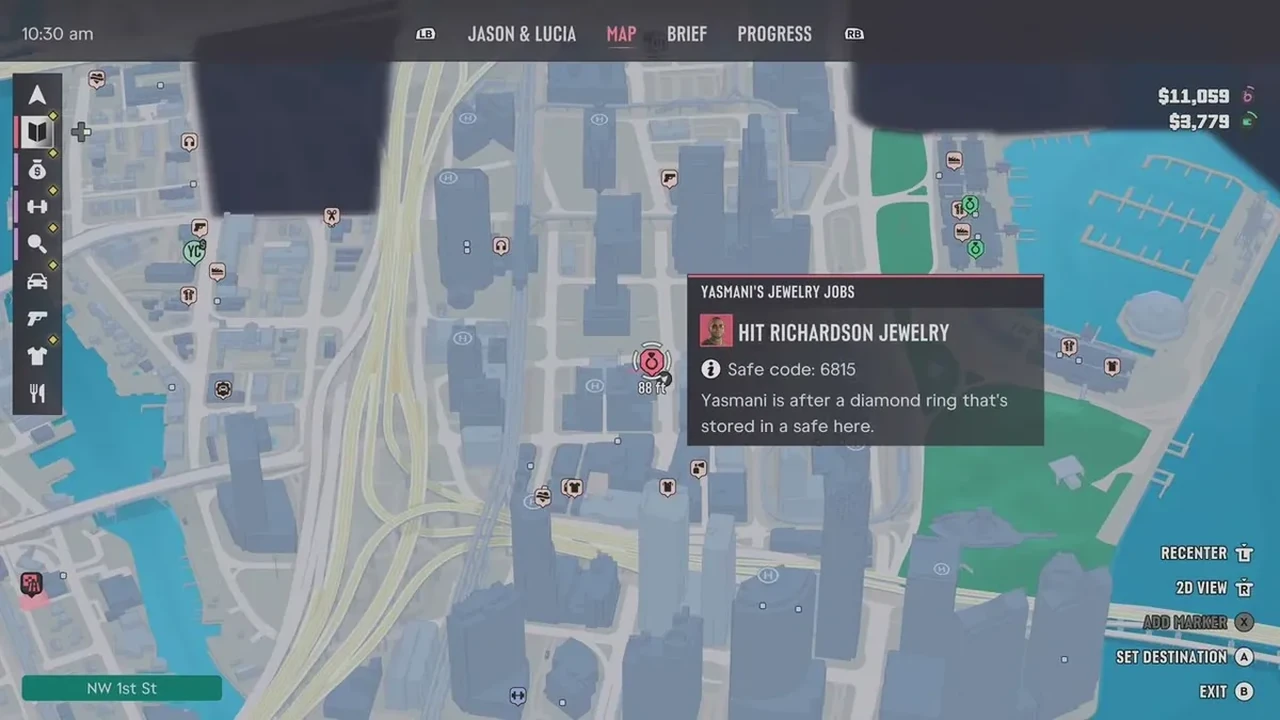 10:30 am
LB
JASON & LUCIA
MAP
BRIEF
PROGRESS
RB
$11,059
$3,779
YC
YASMANI'S JEWELRY JOBS
HIT RICHARDSON JEWELRY
Safe code: 6815
Yasmani is after a diamond ring that's
stored in a safe here.
88 ft
RECENTER L
2D VIEW R
ADD MARKER X
SET DESTINATION A
EXIT B
NW 1st St